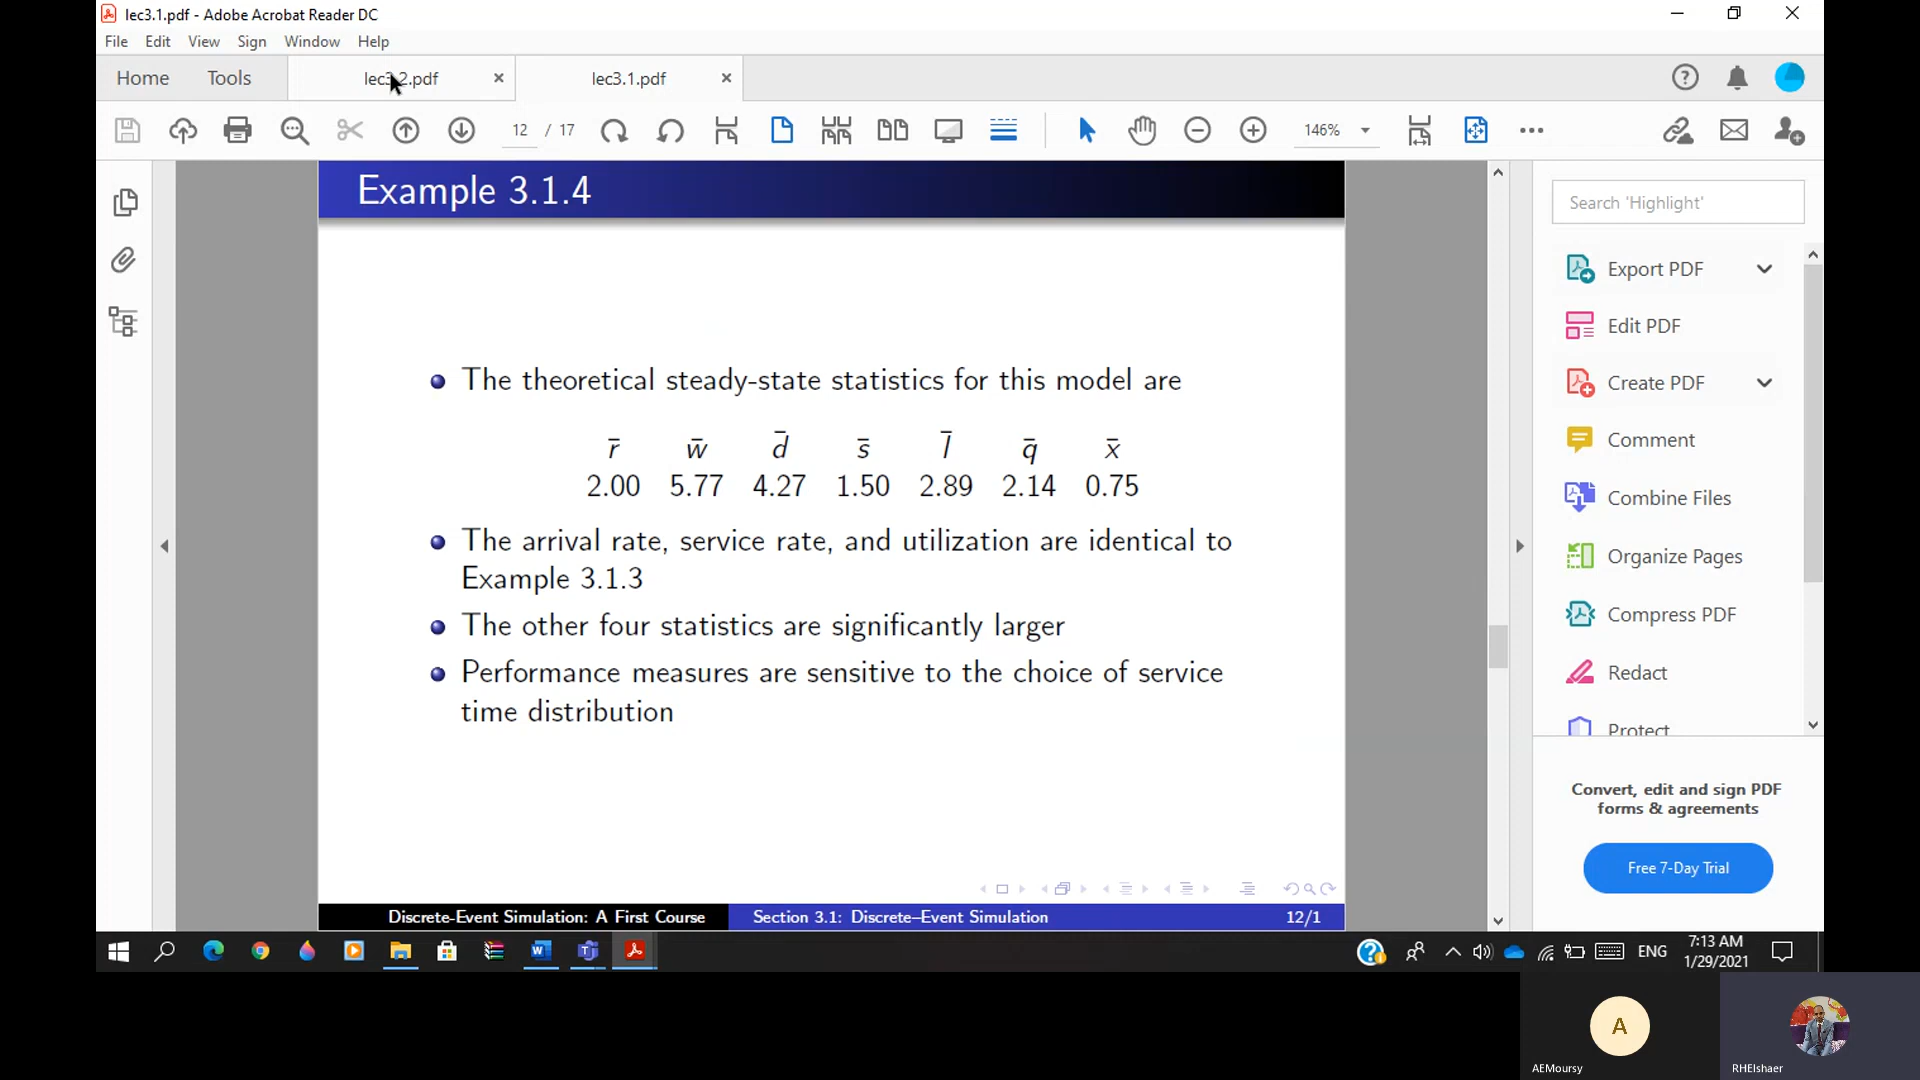 lec3.1.pdf - Adobe Acrobat Reader DC
File Edit View Sign Window Help
Home Tools lec3.2.pdf lec3.1.pdf
12 / 17 146%
Example 3.1.4
Search 'Highlight'
Export PDF
Edit PDF
Create PDF
Comment
Combine Files
Organize Pages
Compress PDF
Redact
Protect
The theoretical steady-state statistics for this model are
r̄ w̄ d̄ s̄ l̄ q̄ x̄
2.00 5.77 4.27 1.50 2.89 2.14 0.75
The arrival rate, service rate, and utilization are identical to
Example 3.1.3
The other four statistics are significantly larger
Performance measures are sensitive to the choice of service
time distribution
Convert, edit and sign PDF
forms & agreements
Free 7-Day Trial
Discrete-Event Simulation: A First Course Section 3.1: Discrete–Event Simulation 12/1
ENG 7:13 AM
1/29/2021
A
AEMoursy RHElshaer